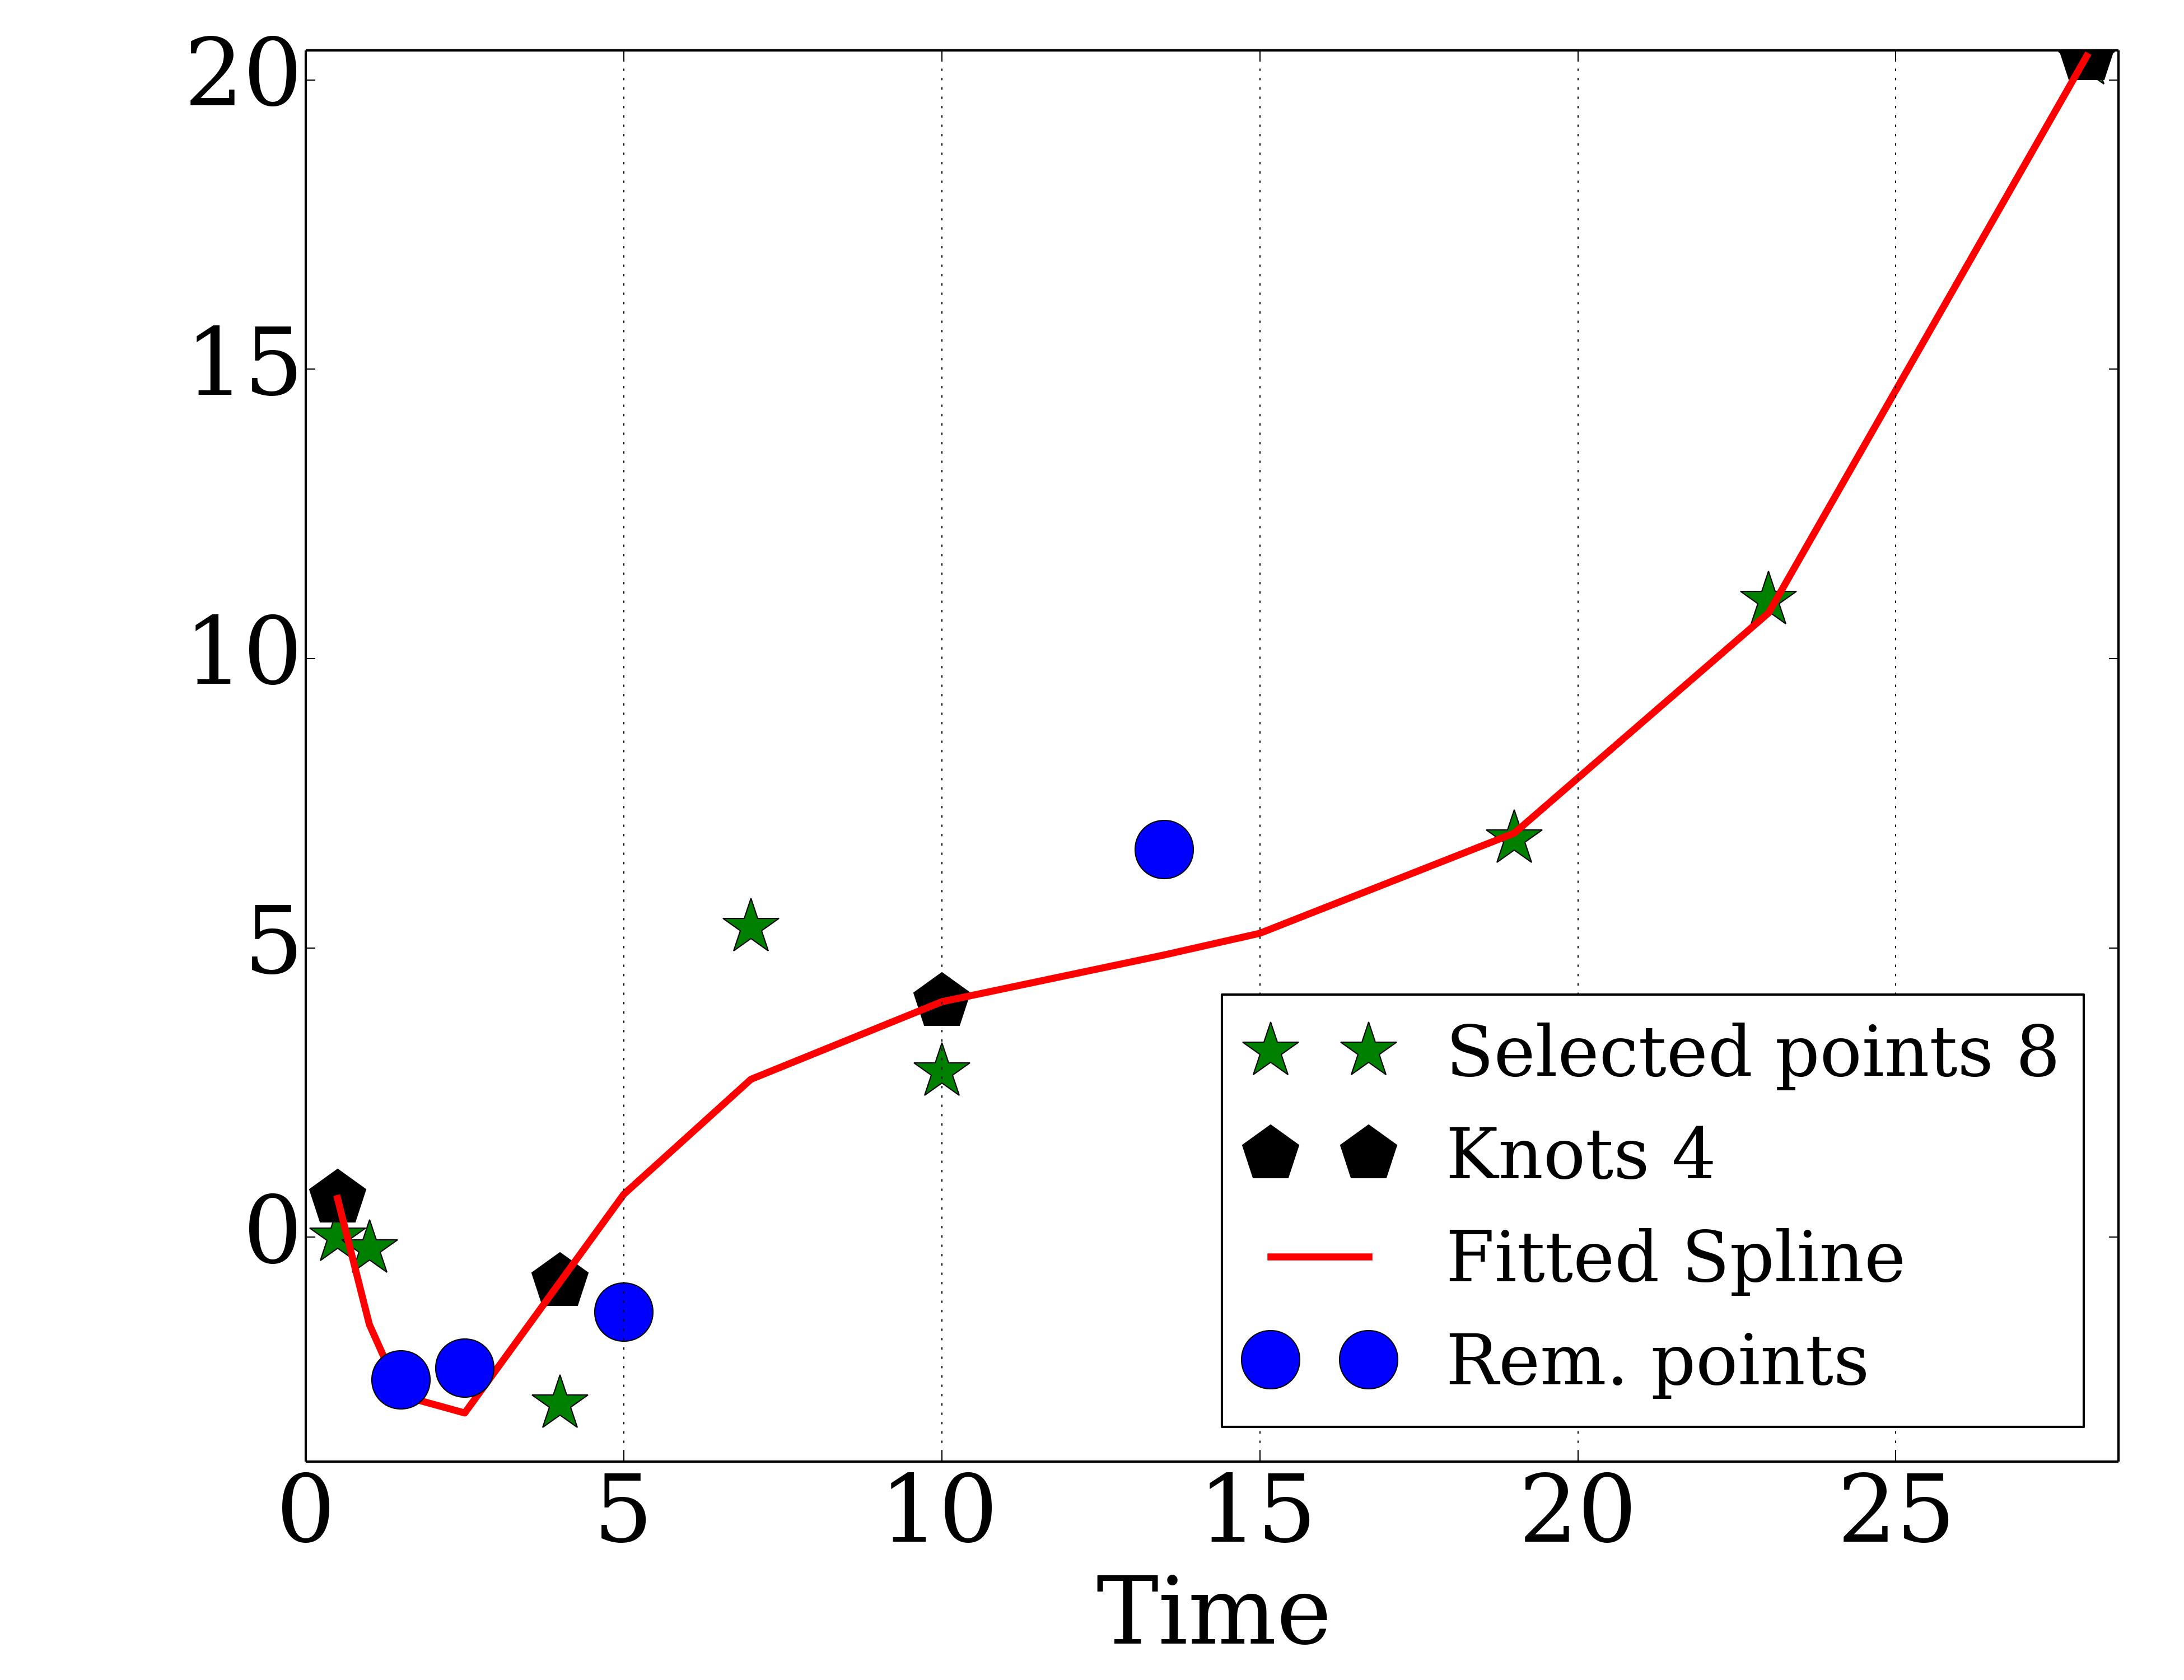 20
15
10
5
0
0 5 10 15 20 25
Time
Selected points 8
Knots 4
Fitted Spline
Rem. points